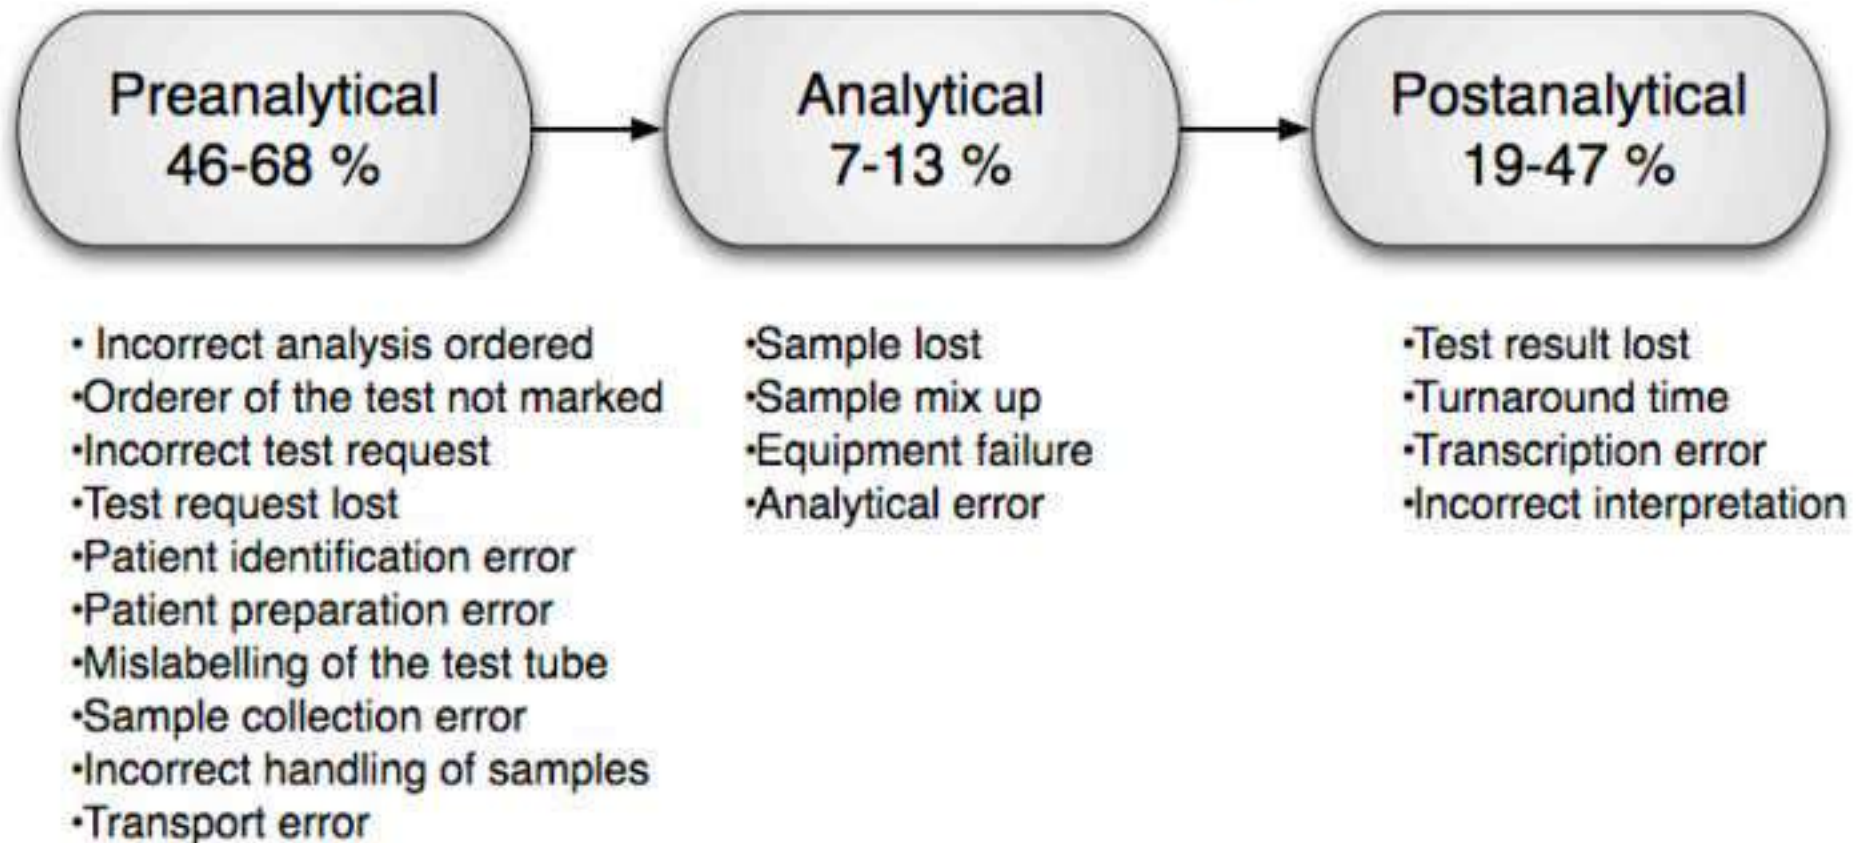 Preanalytical
46-68 %
Analytical
7-13 %
Postanalytical
19-47 %
• Incorrect analysis ordered
•Orderer of the test not marked
•Incorrect test request
•Test request lost
•Patient identification error
•Patient preparation error
•Mislabelling of the test tube
•Sample collection error
•Incorrect handling of samples
•Transport error
•Sample lost
•Sample mix up
•Equipment failure
•Analytical error
•Test result lost
•Turnaround time
•Transcription error
•Incorrect interpretation